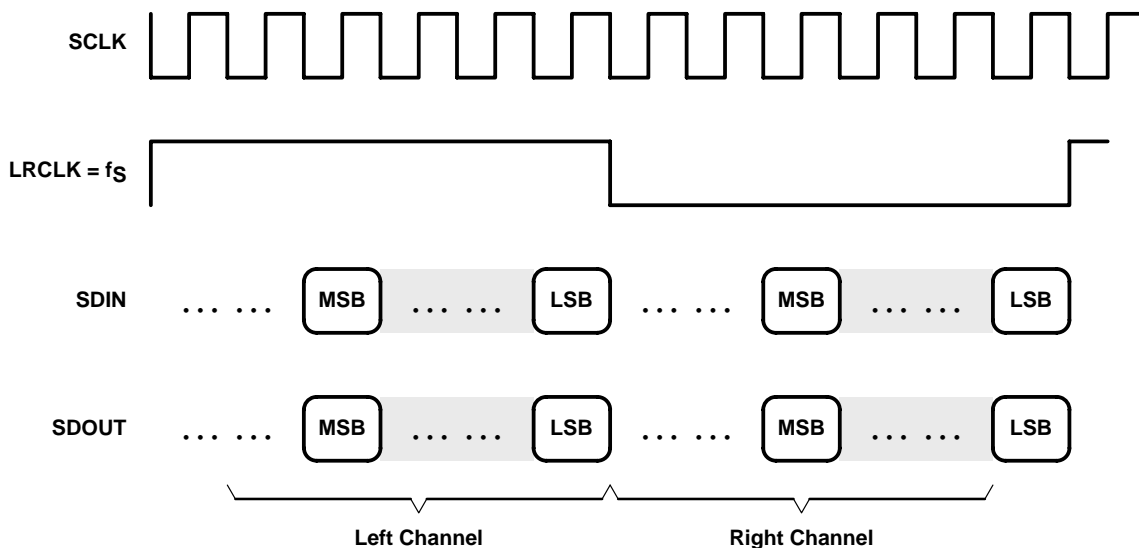 SCLK
LRCLK = fS
SDIN
MSB
... ...
LSB
... ...
MSB
... ...
LSB
... ...
SDOUT
... ...
MSB
... ...
LSB
... ...
MSB
... ...
LSB
Left Channel
Right Channel